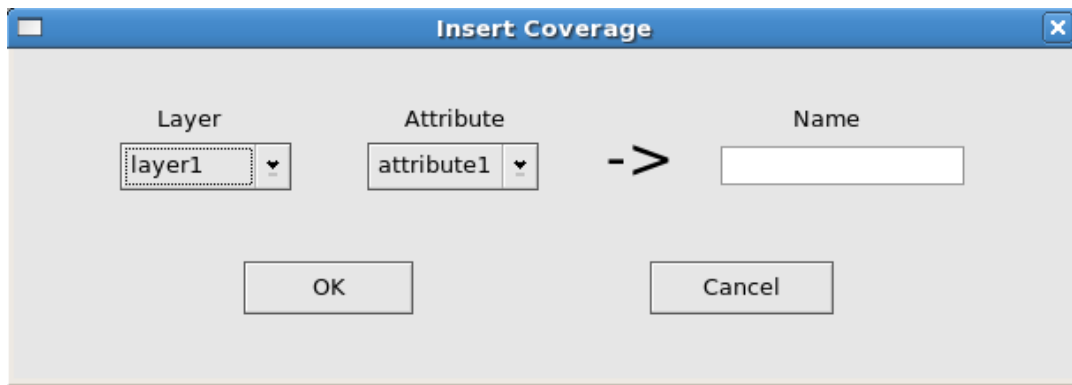 Insert Coverage
Layer Attribute Name
layer1 attribute1 ->
OK Cancel